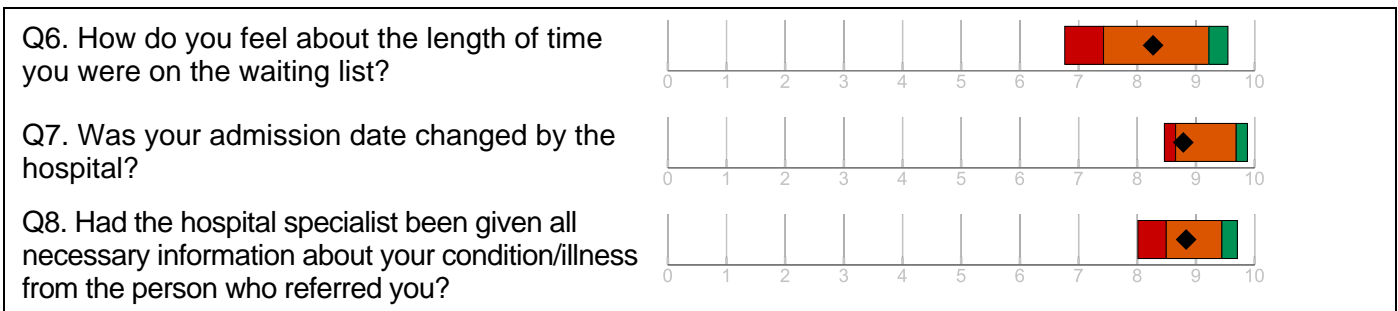 Q6. How do you feel about the length of time
you were on the waiting list?
0 1 2 3 4 5 6 7 8 9 10
Q7. Was your admission date changed by the
hospital?
0 1 2 3 4 5 6 7 8 9 10
Q8. Had the hospital specialist been given all
necessary information about your condition/illness
from the person who referred you?
0 1 2 3 4 5 6 7 8 9 10